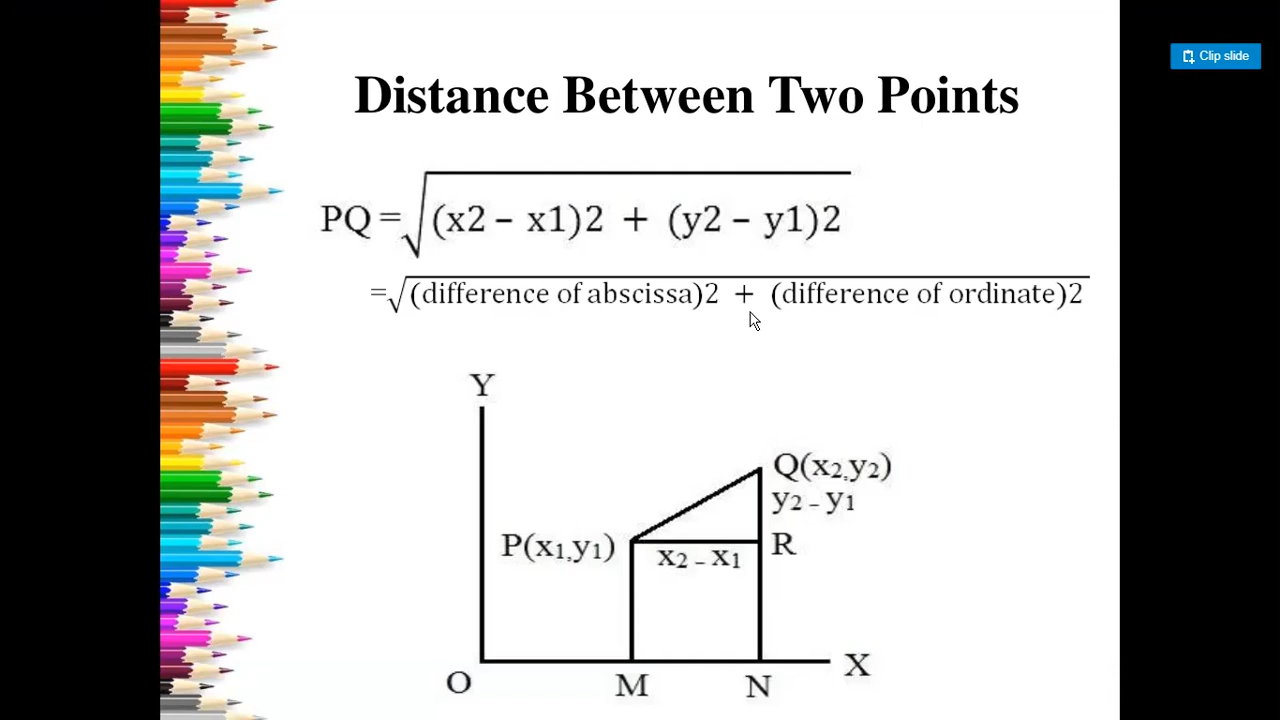 Clip slide
Distance Between Two Points
PQ = √(x2 – x1)2 + (y2 – y1)2
=√(difference of abscissa)2 + (difference of ordinate)2
Y
Q(x₂,y₂)
y₂ – y₁
P(x₁,y₁)
R
x₂ – x₁
X
O
M
N